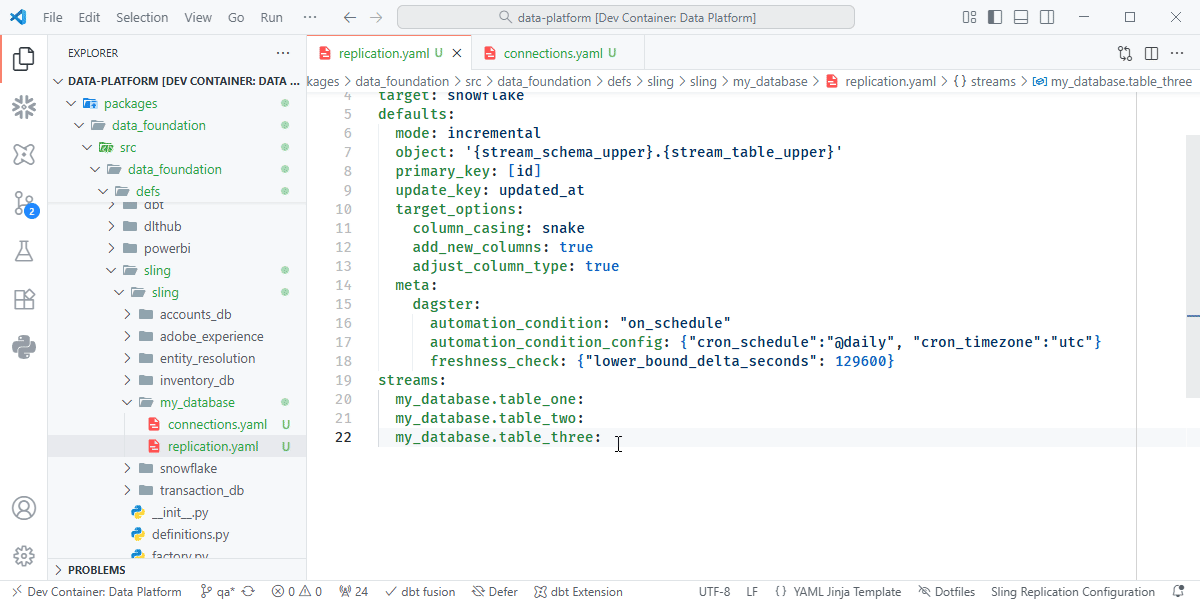 File Edit Selection View Go Run ··· data-platform [Dev Container: Data Platform]
EXPLORER ···
DATA-PLATFORM [DEV CONTAINER: DATA ...
packages
data_foundation
src
data_foundation
defs
dbt
dlthub
powerbi
sling
sling
accounts_db
adobe_experience
entity_resolution
inventory_db
my_database
connections.yaml U
replication.yaml U
snowflake
transaction_db
__init__.py
definitions.py
factory.py
PROBLEMS
2
replication.yaml U
connections.yaml U
kages > data_foundation > src > data_foundation > defs > sling > sling > my_database > replication.yaml > {} streams > my_database.table_three
4 target: snowflake
5 defaults:
6 mode: incremental
7 object: '{stream_schema_upper}.{stream_table_upper}'
8 primary_key: [id]
9 update_key: updated_at
10 target_options:
11 column_casing: snake
12 add_new_columns: true
13 adjust_column_type: true
14 meta:
15 dagster:
16 automation_condition: "on_schedule"
17 automation_condition_config: {"cron_schedule":"@daily", "cron_timezone":"utc"}
18 freshness_check: {"lower_bound_delta_seconds": 129600}
19 streams:
20 my_database.table_one:
21 my_database.table_two:
22 my_database.table_three:
Dev Container: Data Platform qa* 0 0 24 dbt fusion Defer dbt Extension UTF-8 LF {} YAML Jinja Template Dotfiles Sling Replication Configuration